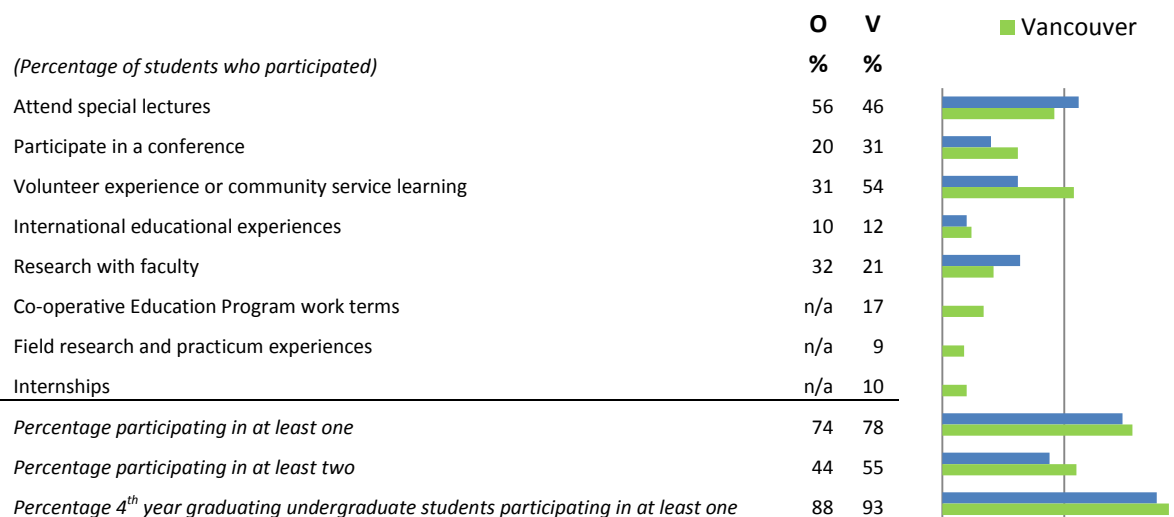 O V Vancouver
(Percentage of students who participated) % %
Attend special lectures 56 46
Participate in a conference 20 31
Volunteer experience or community service learning 31 54
International educational experiences 10 12
Research with faculty 32 21
Co-operative Education Program work terms n/a 17
Field research and practicum experiences n/a 9
Internships n/a 10
Percentage participating in at least one 74 78
Percentage participating in at least two 44 55
Percentage 4th year graduating undergraduate students participating in at least one 88 93